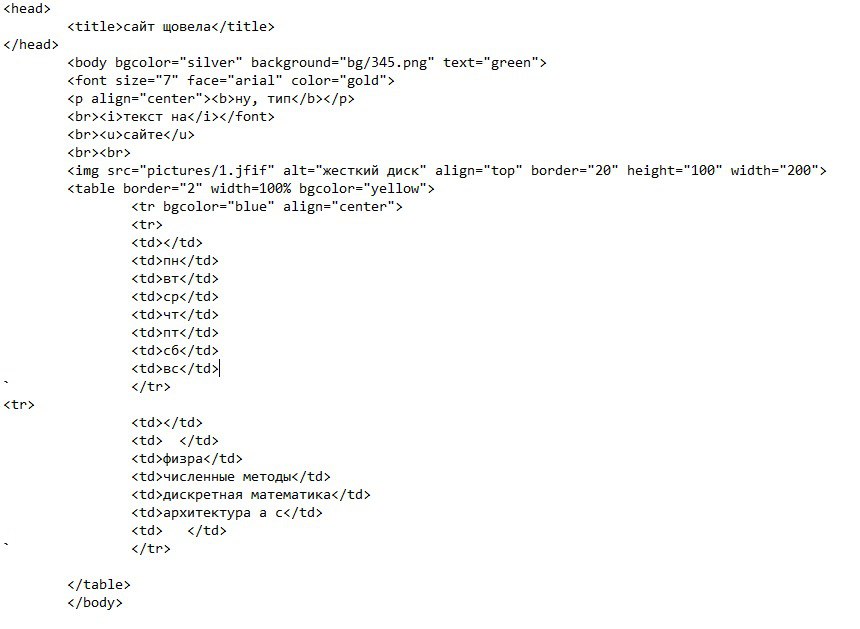 <head>
	<title>сайт щовела</title>
</head>
	<body bgcolor="silver" background="bg/345.png" text="green">
	<font size="7" face="arial" color="gold">
	<p align="center"><b>ну, тип</b></p>
	<br><i>текст на</i></font>
	<br><u>сайте</u>
	<br><br>
	<img src="pictures/1.jfif" alt="жесткий диск" align="top" border="20" height="100" width="200">
	<table border="2" width=100% bgcolor="yellow">
		<tr bgcolor="blue" align="center">
		<tr>
		<td></td>
		<td>пн</td>
		<td>вт</td>
		<td>ср</td>
		<td>чт</td>
		<td>пт</td>
		<td>сб</td>
		<td>вс</td>
`		</tr>
<tr>
		<td></td>
		<td>  </td>
		<td>физра</td>
		<td>численные методы</td>
		<td>дискретная математика</td>
		<td>архитектура а с</td>
		<td>   </td>
`		</tr>

	</table>
	</body>